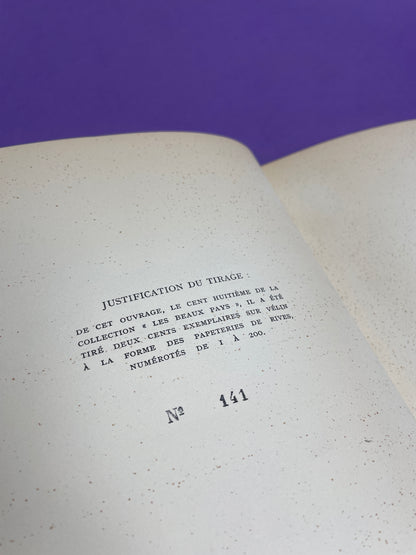 JUSTIFICATION DU TIRAGE :
DE CET OUVRAGE, LE CENT HUITIÈME DE LA
COLLECTION « LES BEAUX PAYS », IL A ÉTÉ
TIRÉ DEUX CENTS EXEMPLAIRES SUR VÉLIN
À LA FORME DES PAPETERIES DE RIVES,
NUMÉROTÉS DE 1 À 200.
Nº 141